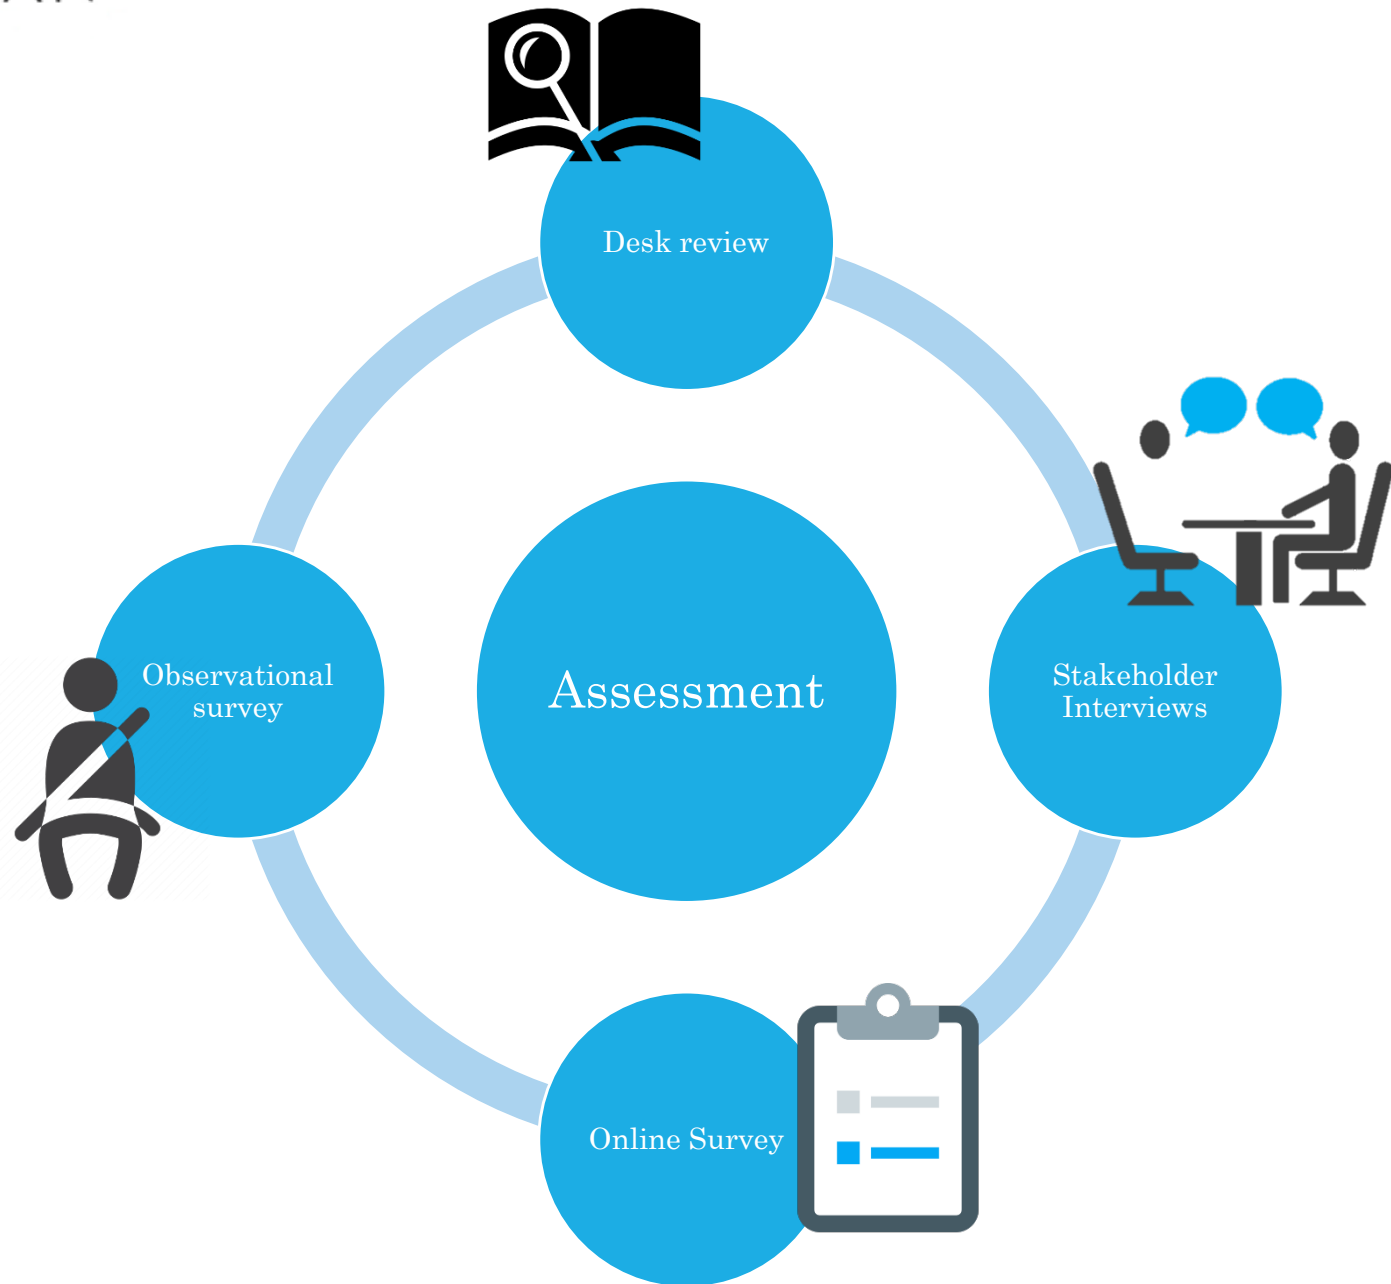 Desk review
Observational
survey
Assessment
Stakeholder
Interviews
Online Survey